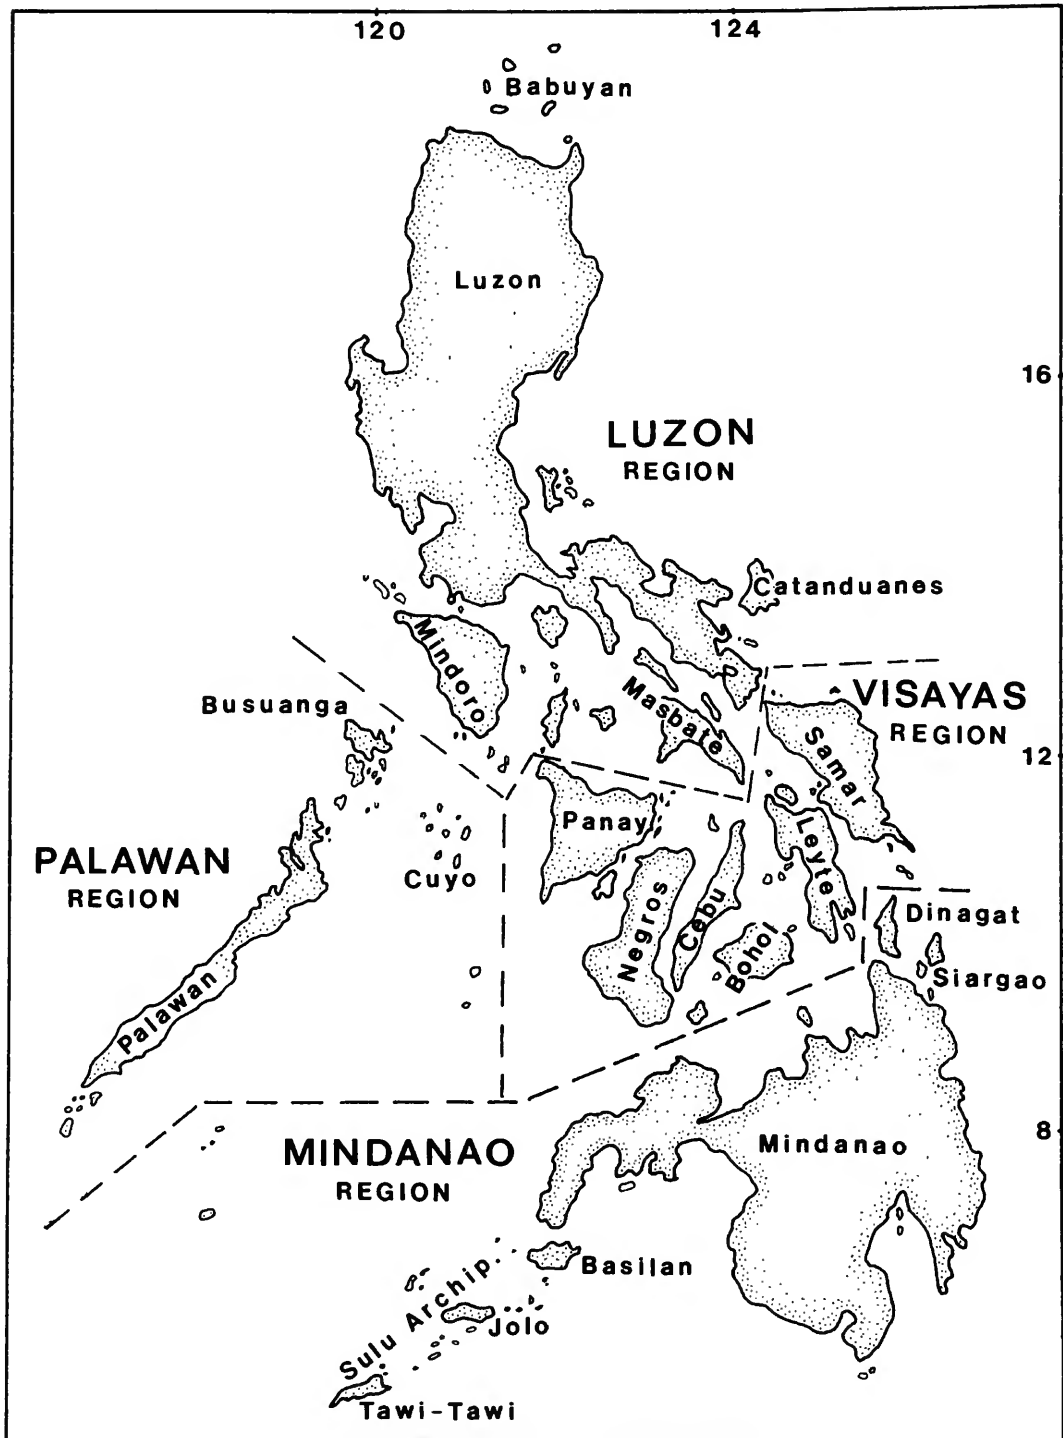 120
124
Babuyan
Luzon
16
LUZON
REGION
Catanduanes
Mindoro
Busuanga
Masbate
VISAYAS
REGION
Samar
12
Panay
Leyte
PALAWAN
REGION
Cuyo
Negros
Cebu
Bohol
Dinagat
Siargao
Palawan
8
MINDANAO
REGION
Mindanao
Basilan
Sulu Archip.
Jolo
Tawi-Tawi